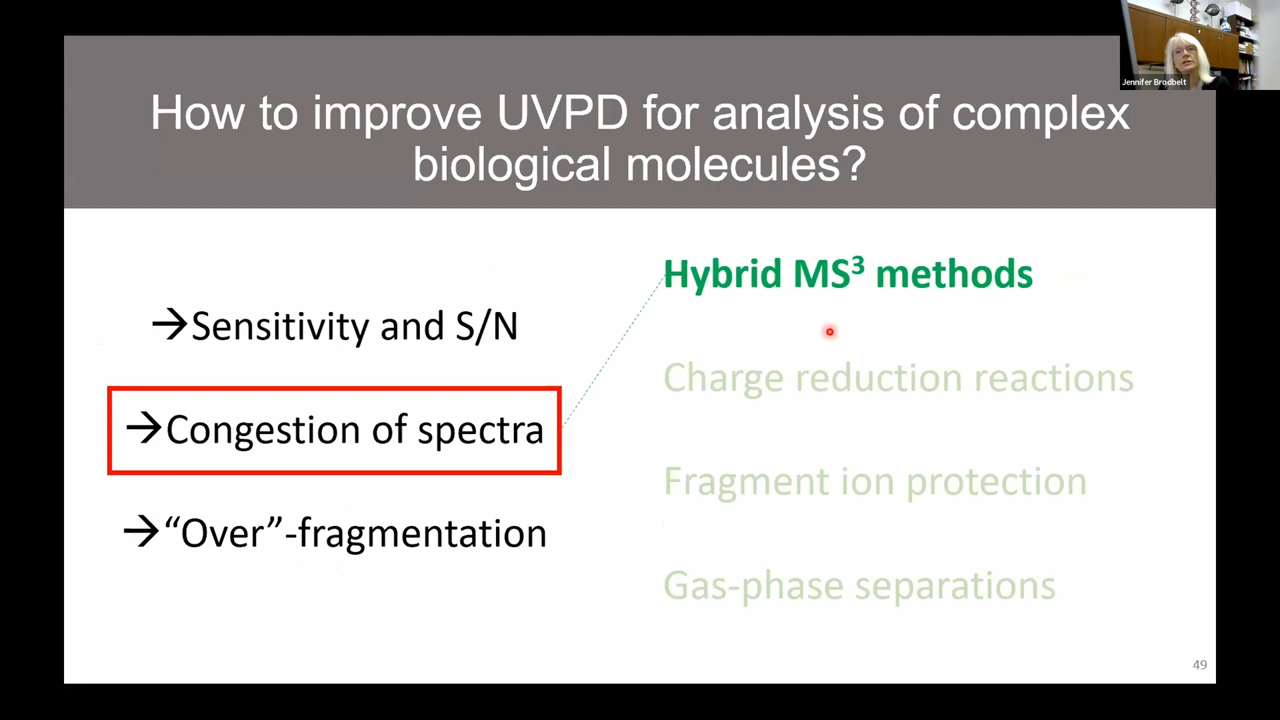 How to improve UVPD for analysis of complex
biological molecules?
Jennifer Brodbelt
→Sensitivity and S/N
→Congestion of spectra
→“Over”-fragmentation
Hybrid MS³ methods
Charge reduction reactions
Fragment ion protection
Gas-phase separations
49